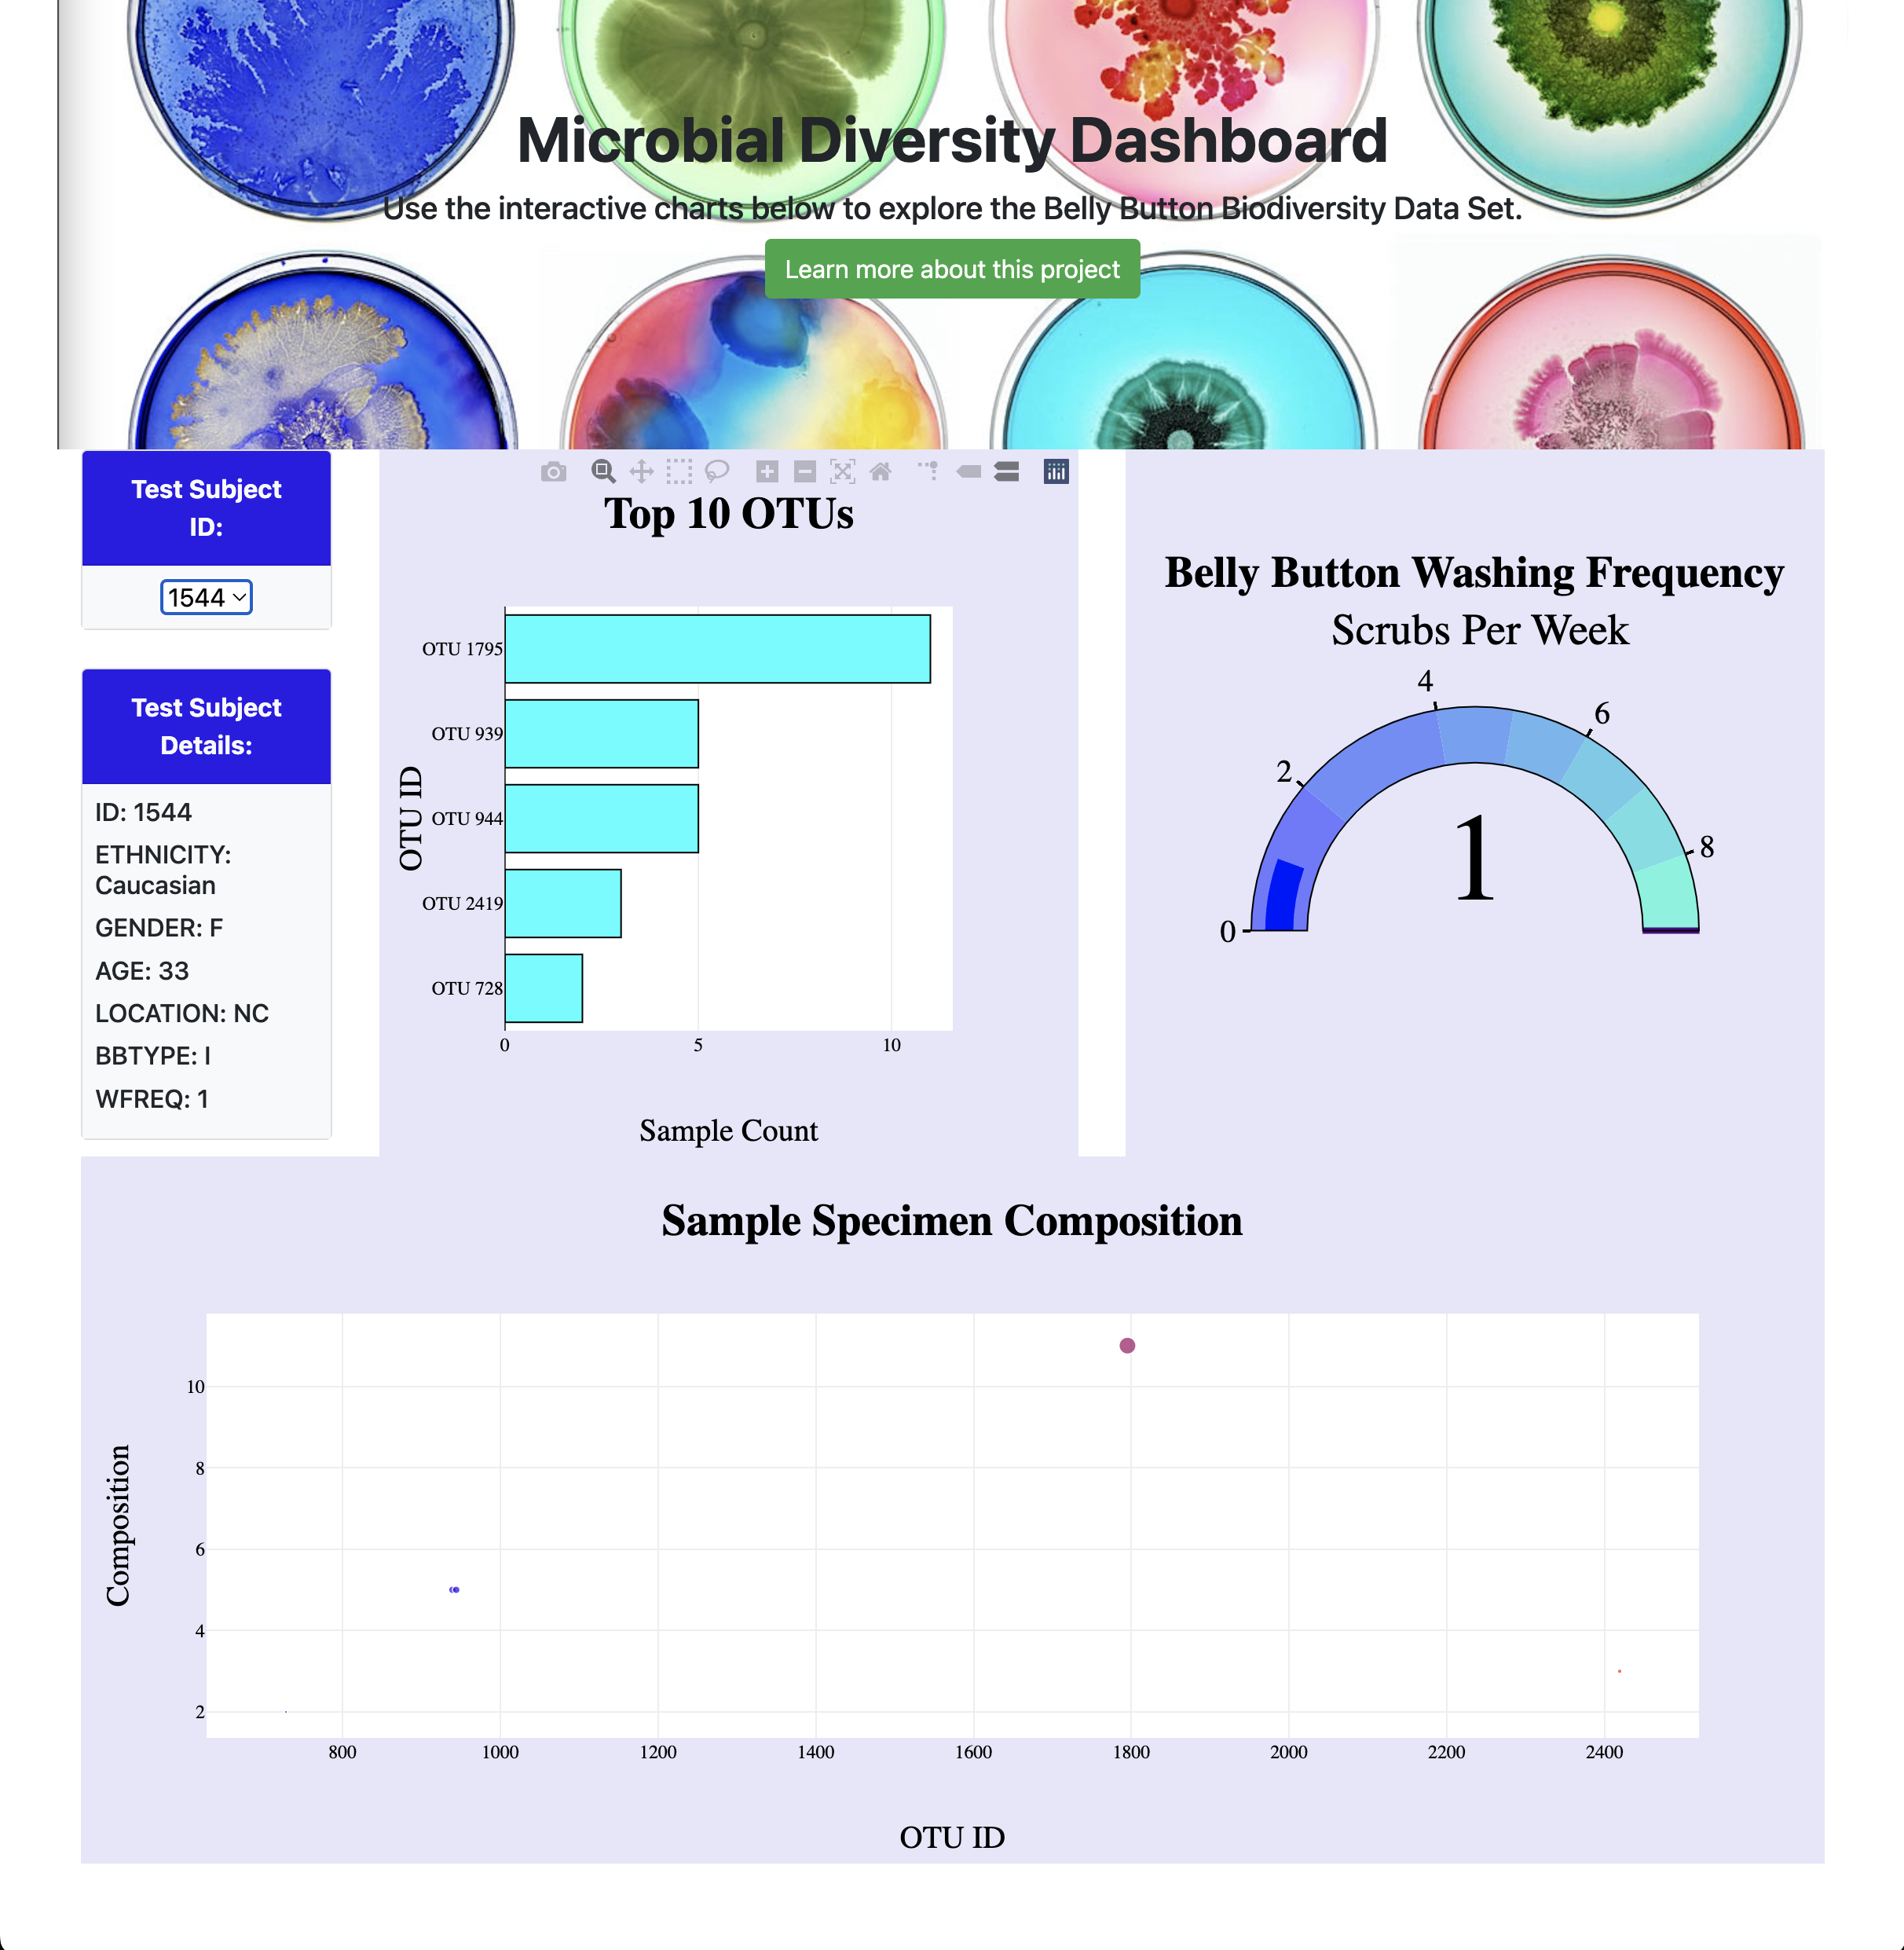 Microbial Diversity Dashboard
Use the interactive charts below to explore the Belly Button Biodiversity Data Set.
Learn more about this project
Test Subject
ID:
1544
Test Subject
Details:
ID: 1544
ETHNICITY:
Caucasian
GENDER: F
AGE: 33
LOCATION: NC
BBTYPE: I
WFREQ: 1
Top 10 OTUs
OTU ID
OTU 1795
OTU 939
OTU 944
OTU 2419
OTU 728
0 5 10
Sample Count
Belly Button Washing Frequency
Scrubs Per Week
0
2
4
6
8
1
Sample Specimen Composition
Composition
10
8
6
4
2
800 1000 1200 1400 1600 1800 2000 2200 2400
OTU ID